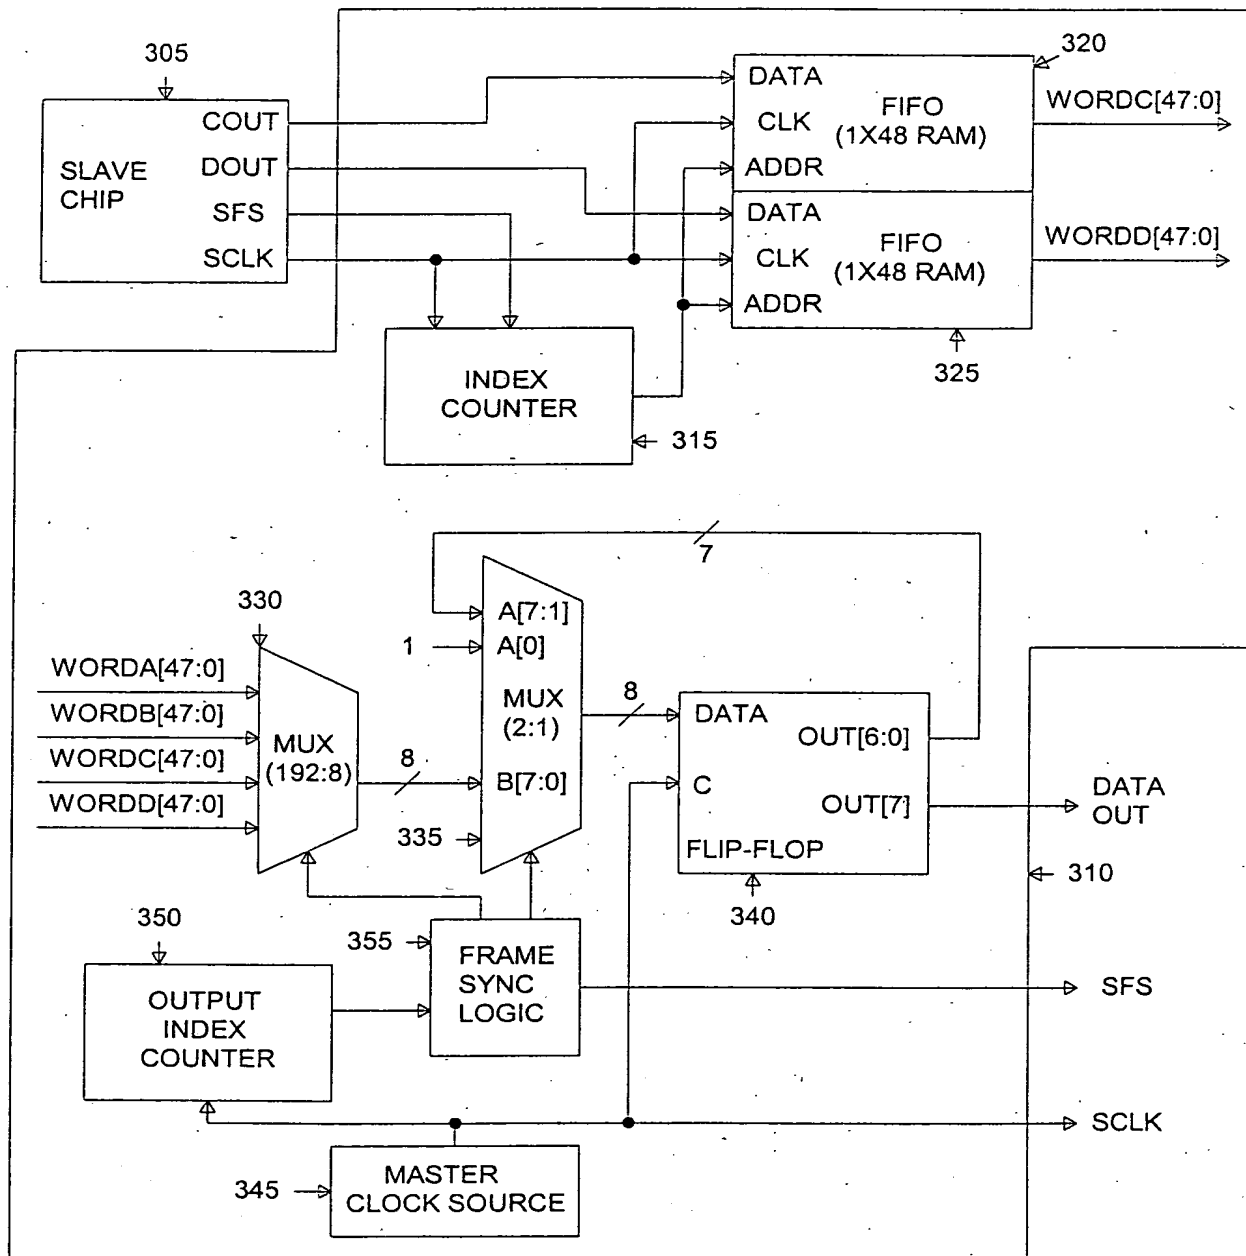 305
320
COUT
DOUT
SFS
SCLK
SLAVE
CHIP
DATA
CLK
ADDR
FIFO
(1X48 RAM)
WORDC[47:0]
DATA
CLK
ADDR
FIFO
(1X48 RAM)
WORDD[47:0]
325
INDEX
COUNTER
315
7
330
A[7:1]
1
A[0]
WORDA[47:0]
WORDB[47:0]
WORDC[47:0]
WORDD[47:0]
MUX
(192:8)
8
MUX
(2:1)
B[7:0]
335
8
DATA
C
OUT[6:0]
OUT[7]
FLIP-FLOP
340
DATA
OUT
310
350
355
FRAME
SYNC
LOGIC
SFS
OUTPUT
INDEX
COUNTER
SCLK
345
MASTER
CLOCK SOURCE